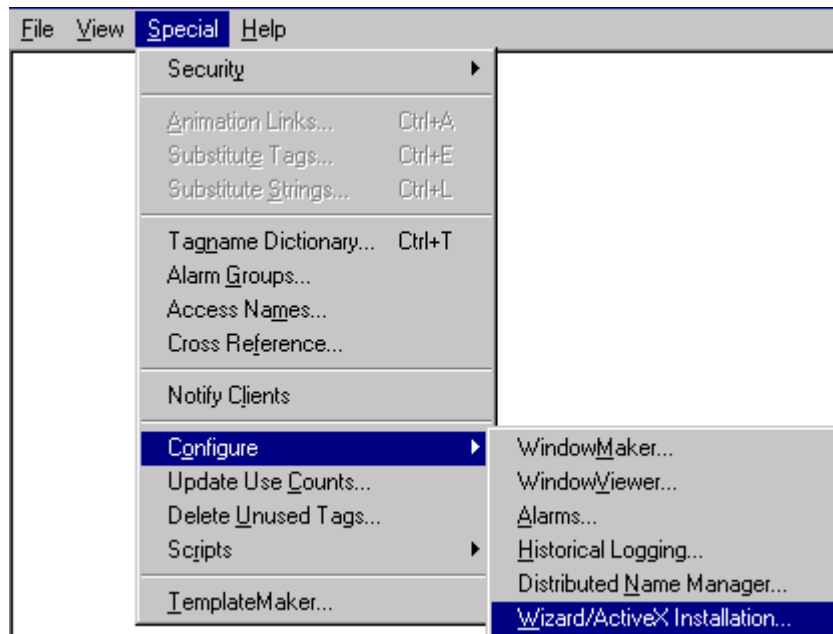 File View Special Help
Security
Animation Links... Ctrl+A
Substitute Tags... Ctrl+E
Substitute Strings... Ctrl+L
Tagname Dictionary... Ctrl+T
Alarm Groups...
Access Names...
Cross Reference...
Notify Clients
Configure
Update Use Counts...
Delete Unused Tags...
Scripts
TemplateMaker...
WindowMaker...
WindowViewer...
Alarms...
Historical Logging...
Distributed Name Manager...
Wizard/ActiveX Installation...